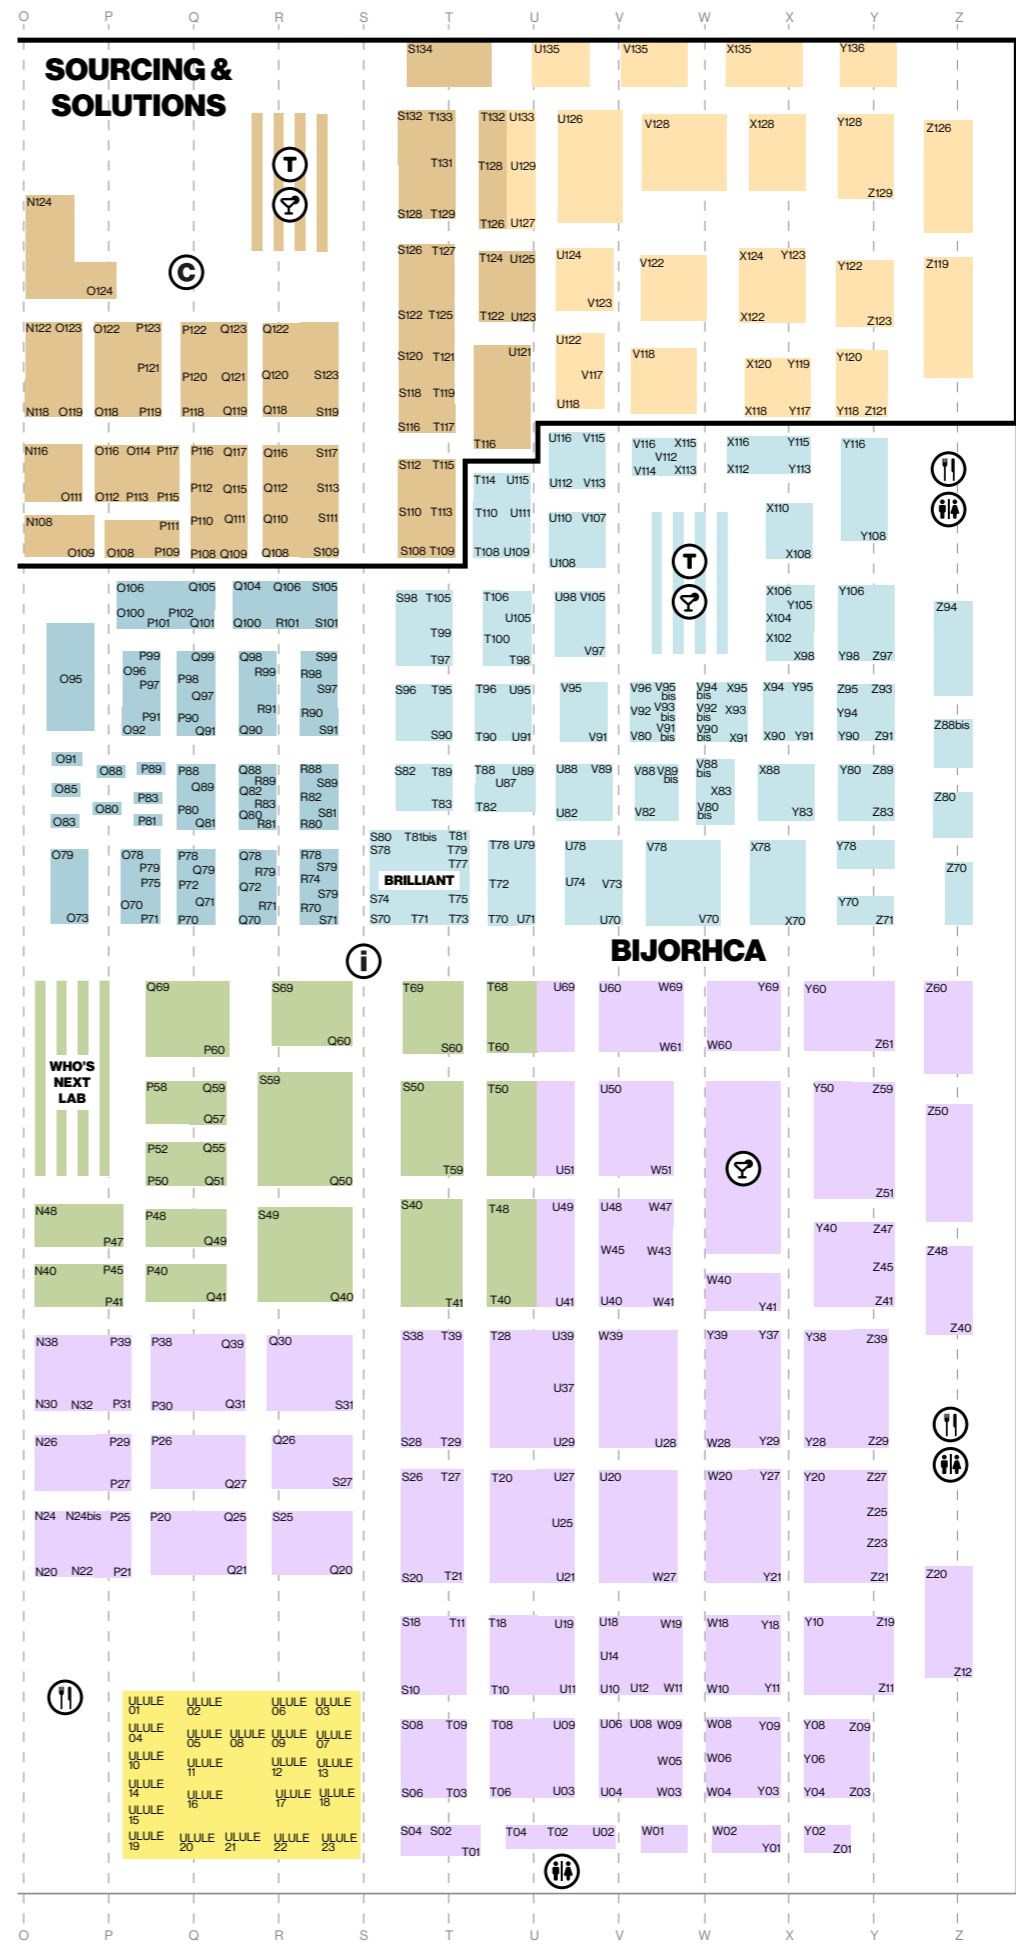 O P Q R S T U V W X Y Z
S134 U135 V135 X135 Y136
SOURCING &
SOLUTIONS
S132 T133 T132 U133 U126 V128 X128 Y128 Z126
T
T131 T128 U129
Z129
N124
S128 T129 T126 U127
S126 T127 T124 U125 U124 V122 X124 Y123 Y122 Z119
C
O124
V123
S122 T125 T122 U123 X122 Z123
N122 O123 O122 P123 P122 Q123 Q122
U122
S120 T121 U121 V118 Y120
P121 X120 Y119
P120 Q121 Q120 S123 V117
S118 T119
N118 O119 O118 P119 P118 Q119 Q118 S119 U118 X118 Y117 Y118 Z121
S116 T117
T116 U116 V115 V116 X115 X116 Y115 Y116
N116 O116 O114 P117 P116 Q117 Q116 S117
V112
S112 T115 V114 X113 X112 Y113
T114 U115 U112 V113
P112 Q115 Q112 S113
O111 O112 P113 P115
X110
S110 T113 T110 U111 U110 V107
N108 P111 P110 Q111 Q110 S111
Y108
O109 O108 P109 P108 Q109 Q108 S109 S108 T109 T108 U109 X108
U108
T
O106 Q105 Q104 Q106 S105 X106 Y106
S98 T105 T106 U98 V105
Y105 Z94
O100 P102 U105 X104
P101 Q101 Q100 R101 S101
T99 T100 X102
P99 Q99 Q98 S99 T97 T98 V97 X98 Y98 Z97
O96 P98 R99 R98
O95 P97 Q97 S97
S96 T95 T96 U95 V95 V96 V95
bis V94
bis X95 X94 Y95 Z95 Z93
P91 P90 R91 R90 V92 V93
bis V92
bis X93 Y94
O92 Q91 Q90 S91 S90 T90 U91 V91 V80 V91
bis V90
bis X91 X90 Y91 Y90 Z91 Z88bis
O91
O88 P89 P88 Q88 R88 S82 T89 T88 U89 U88 V89 V88 V89
bis V88
bis X88 Y80 Z89
O85 Q89 R89 S89 U87
P83 Q82 R82 X83 Z80
O80 P80 R83 T83 T82 U82 V82 V80
bis Y83 Z83
O83 P81 Q81 Q80 R81 S81 R80
S80 T81bis T81
O79 O78 P78 Q78 R78 S78 T79 T78 U79 U78 V78 X78 Y78
P79 Q79 R79 S79 T77 Z70
P75 P72 Q72 R74 BRILLIANT T72 U74 V73
O70 Q71 R71 S79 S74 T75 Y70
O73 P71 P70 Q70 R70 S71 S70 T71 T73 T70 U71 U70 V70 X70 Z71
i
BIJORHCA
Q69 S69 T69 T68 U69 U60 W69 Y69 Y60 Z60
P60 Q60 S60 T60 W61 W60 Z61
WHO'S
NEXT
LAB
P58 Q59 S59 S50 T50 U50 Y50 Z59
Q57 Z50
P52 Q55
P50 Q51 Q50 T59 U51 W51
Z51
N48 P48 S49 S40 T48 U49 U48 W47 Y40 Z47
P47 Q49 W45 W43 Z48
N40 P45 P40 Z45
P41 Q41 Q40 T41 T40 U41 U40 W41 W40 Y41 Z41
N38 P39 P38 Q39 Q30 S38 T39 T28 U39 W39 Y39 Y37 Y38 Z39 Z40
U37
N30 N32 P31 P30 Q31 S31
N26 P29 P26 Q26 S28 T29 U29 U28 W28 Y29 Y28 Z29
P27 Q27 S27 S26 T27 T20 U27 U20 W20 Y27 Y20 Z27
N24 N24bis P25 P20 Q25 S25 U25 Z25
Z23
N20 N22 P21 Q21 Q20 S20 T21 U21 W27 Y21 Z21 Z20
S18 T11 T18 U19 U18 W19 W18 Y18 Y10 Z19
U14
Z12
S10 T10 U11 U10 U12 W11 W10 Y11 Z11
ULULE
01 ULULE
02 ULULE
06 ULULE
03
S08 T09 T08 U09 U06 U08 W09 W08 Y09 Y08 Z09
ULULE
04 ULULE
05 ULULE
08 ULULE
09 ULULE
07
W05 W06 Y06
ULULE
10 ULULE
11 ULULE
12 ULULE
13
ULULE
14 ULULE
16 ULULE
17 ULULE
18
S06 T03 T06 U03 U04 W03 W04 Y03 Y04 Z03
ULULE
15
ULULE
19 ULULE
20 ULULE
21 ULULE
22 ULULE
23
S04 S02 T04 T02 U02 W01 W02 Y02
T01 Y01 Z01
O P Q R S T U V W X Y Z